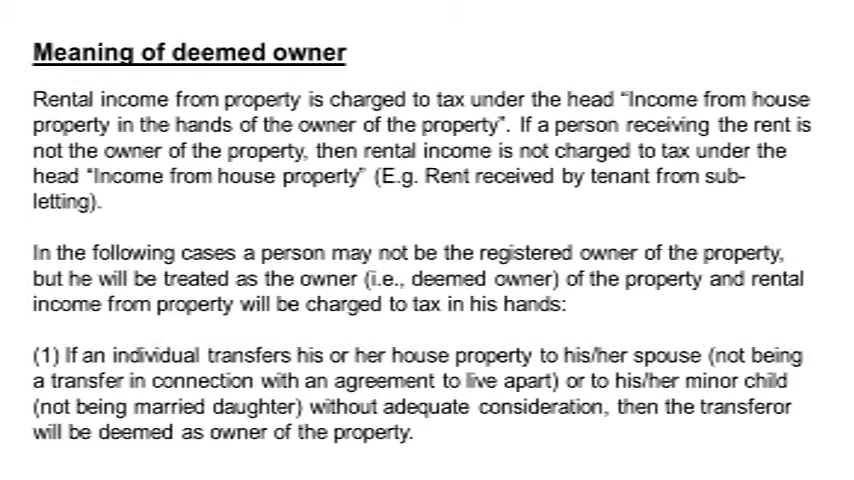 Meaning of deemed owner
Rental income from property is charged to tax under the head “Income from house
property in the hands of the owner of the property”. If a person receiving the rent is
not the owner of the property, then rental income is not charged to tax under the
head “Income from house property” (E.g. Rent received by tenant from sub-
letting).
In the following cases a person may not be the registered owner of the property,
but he will be treated as the owner (i.e., deemed owner) of the property and rental
income from property will be charged to tax in his hands:
(1) If an individual transfers his or her house property to his/her spouse (not being
a transfer in connection with an agreement to live apart) or to his/her minor child
(not being married daughter) without adequate consideration, then the transferor
will be deemed as owner of the property.